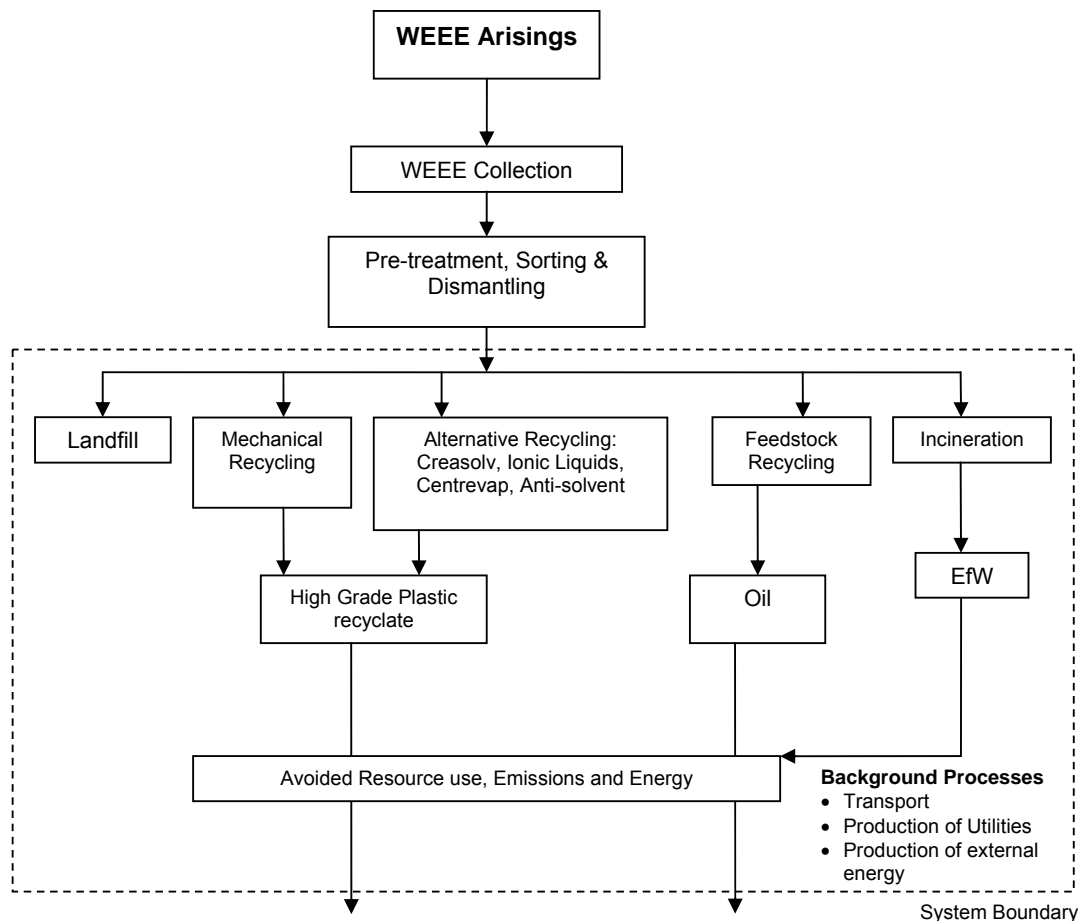 WEEE Arisings
WEEE Collection
Pre-treatment, Sorting &
Dismantling
Landfill
Mechanical
Recycling
Alternative Recycling:
Creasolv, Ionic Liquids,
Centrevap, Anti-solvent
Feedstock
Recycling
Incineration
High Grade Plastic
recyclate
Oil
EfW
Avoided Resource use, Emissions and Energy
Background Processes
• Transport
• Production of Utilities
• Production of external
energy
System Boundary